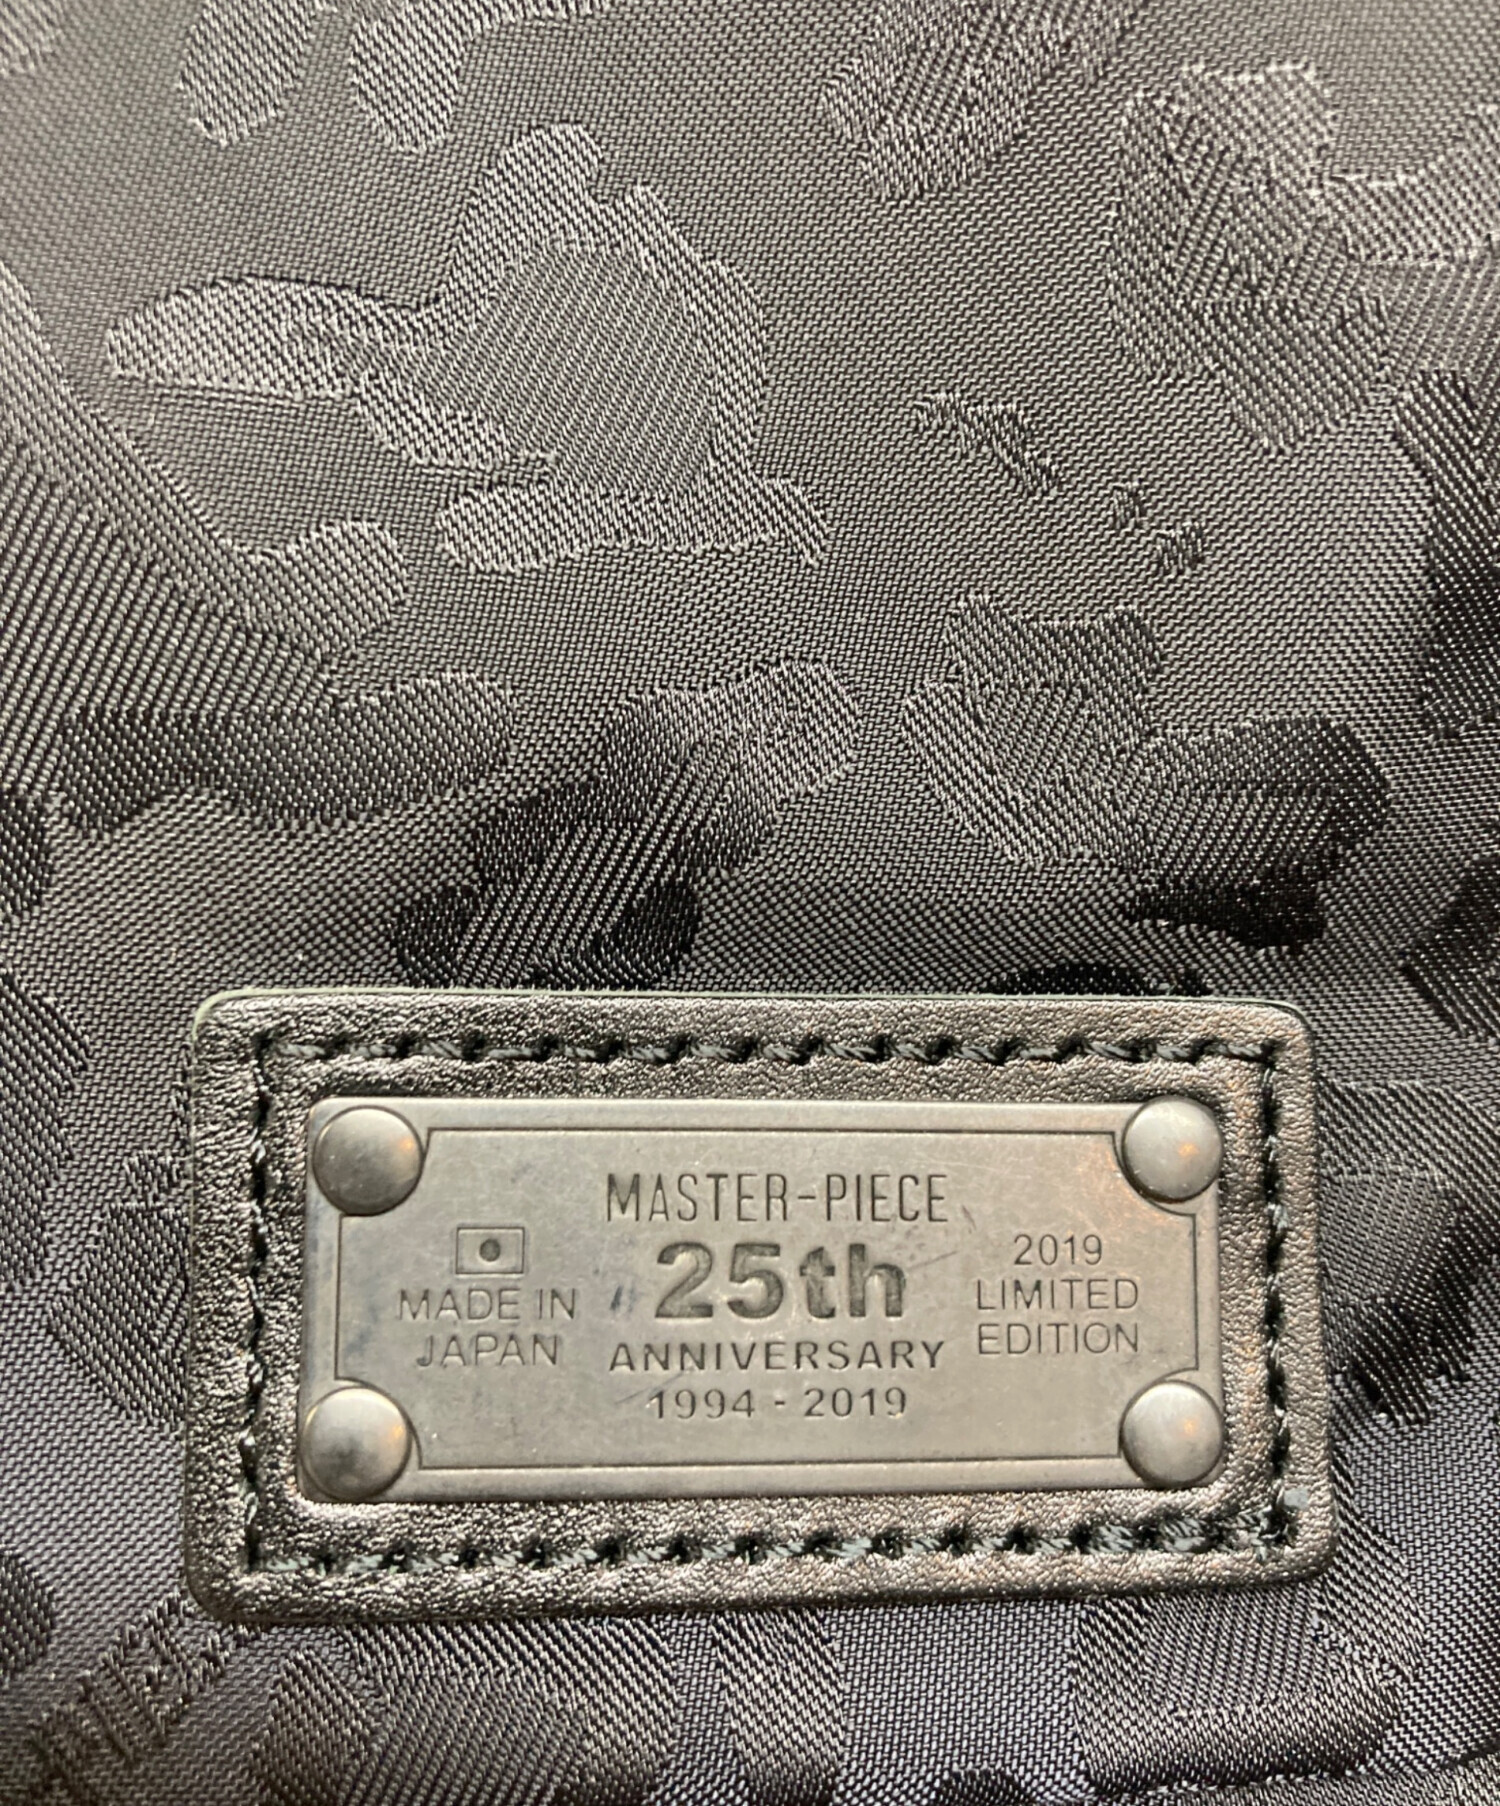 MASTER-PIECE
25th
ANNIVERSARY
1994 - 2019
MADE IN
JAPAN
2019
LIMITED
EDITION